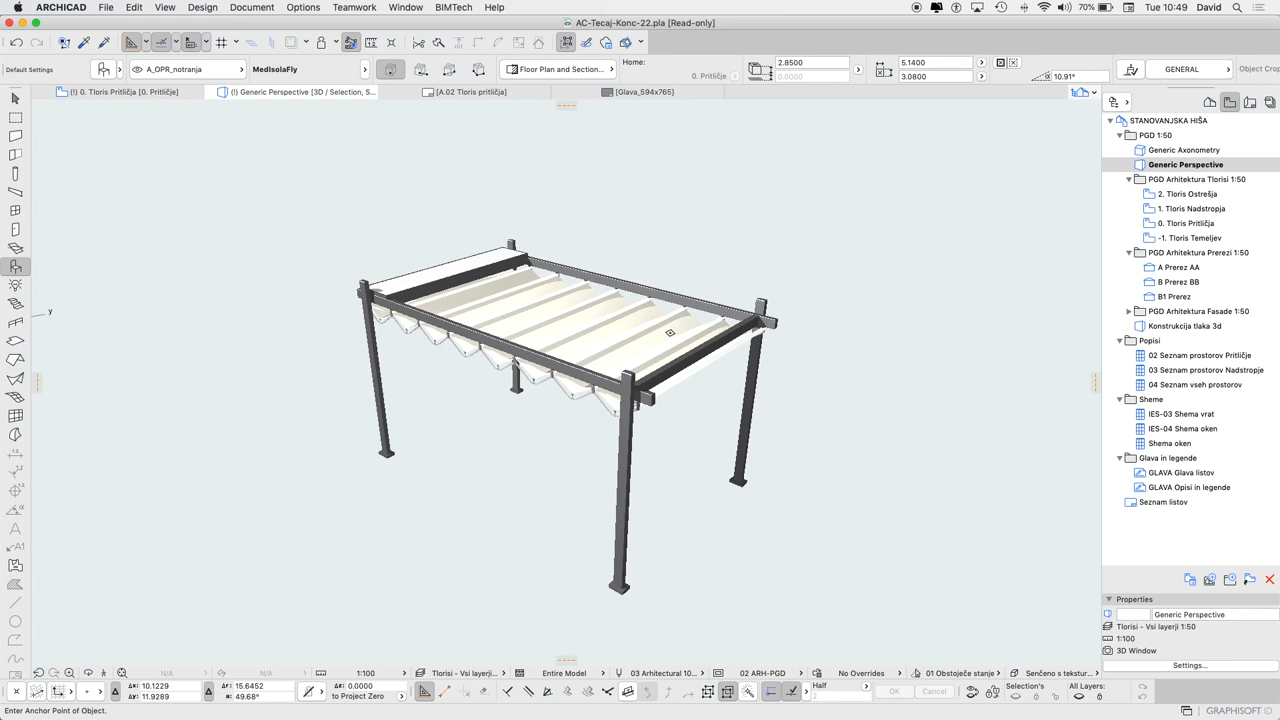 ARCHICAD File Edit View Design Document Options Teamwork Window BIMTech Help 70% Tue 10:49 David
AC-Tecaj-Konc-22.pla [Read-only]
Default Settings
A_OPR_notranja
MedIsolaFly
Floor Plan and Section...
Home:
0. Pritličje
2.8500
0.0000
5.1400
3.0800
10.91°
GENERAL
Object Crop
(!) 0. Tloris Pritličja [0. Pritličje]
(!) Generic Perspective [3D / Selection, S...
[A.02 Tloris pritličja]
[Glava_594x765]
STANOVANJSKA HIŠA
PGD 1:50
Generic Axonometry
Generic Perspective
PGD Arhitektura Tlorisi 1:50
2. Tloris Ostrešja
1. Tloris Nadstropja
0. Tloris Pritličja
-1. Tloris Temeljev
PGD Arhitektura Prerezi 1:50
A Prerez AA
B Prerez BB
B1 Prerez
PGD Arhitektura Fasade 1:50
Konstrukcija tlaka 3d
Popisi
02 Seznam prostorov Pritličje
03 Seznam prostorov Nadstropje
04 Seznam vseh prostorov
Sheme
IES-03 Shema vrat
IES-04 Shema oken
Shema oken
Glava in legende
GLAVA Glava listov
GLAVA Opisi in legende
Seznam listov
y
Properties
Generic Perspective
Tlorisi - Vsi layerji 1:50
1:100
3D Window
Settings...
N/A N/A 1:100 Tlorisi - Vsi layerj... Entire Model 03 Arhitectural 10... 02 ARH-PGD No Overrides 01 Obstoječe stanje Senčeno s tekstur...
Δx: 10.1229
Δy: 11.9289
Δr: 15.6452
a: 49.68°
Δz: 0.0000
to Project Zero
Half
2
OK
Cancel
Selection's
All Layers:
Enter Anchor Point of Object.
GRAPHISOFT ID